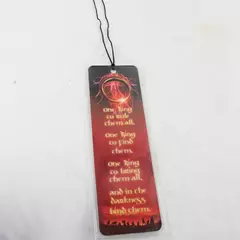 One Ring
to rule
them all,
One Ring
to find
them,
One Ring
to bring
them all,
and in the
darkness
bind them.